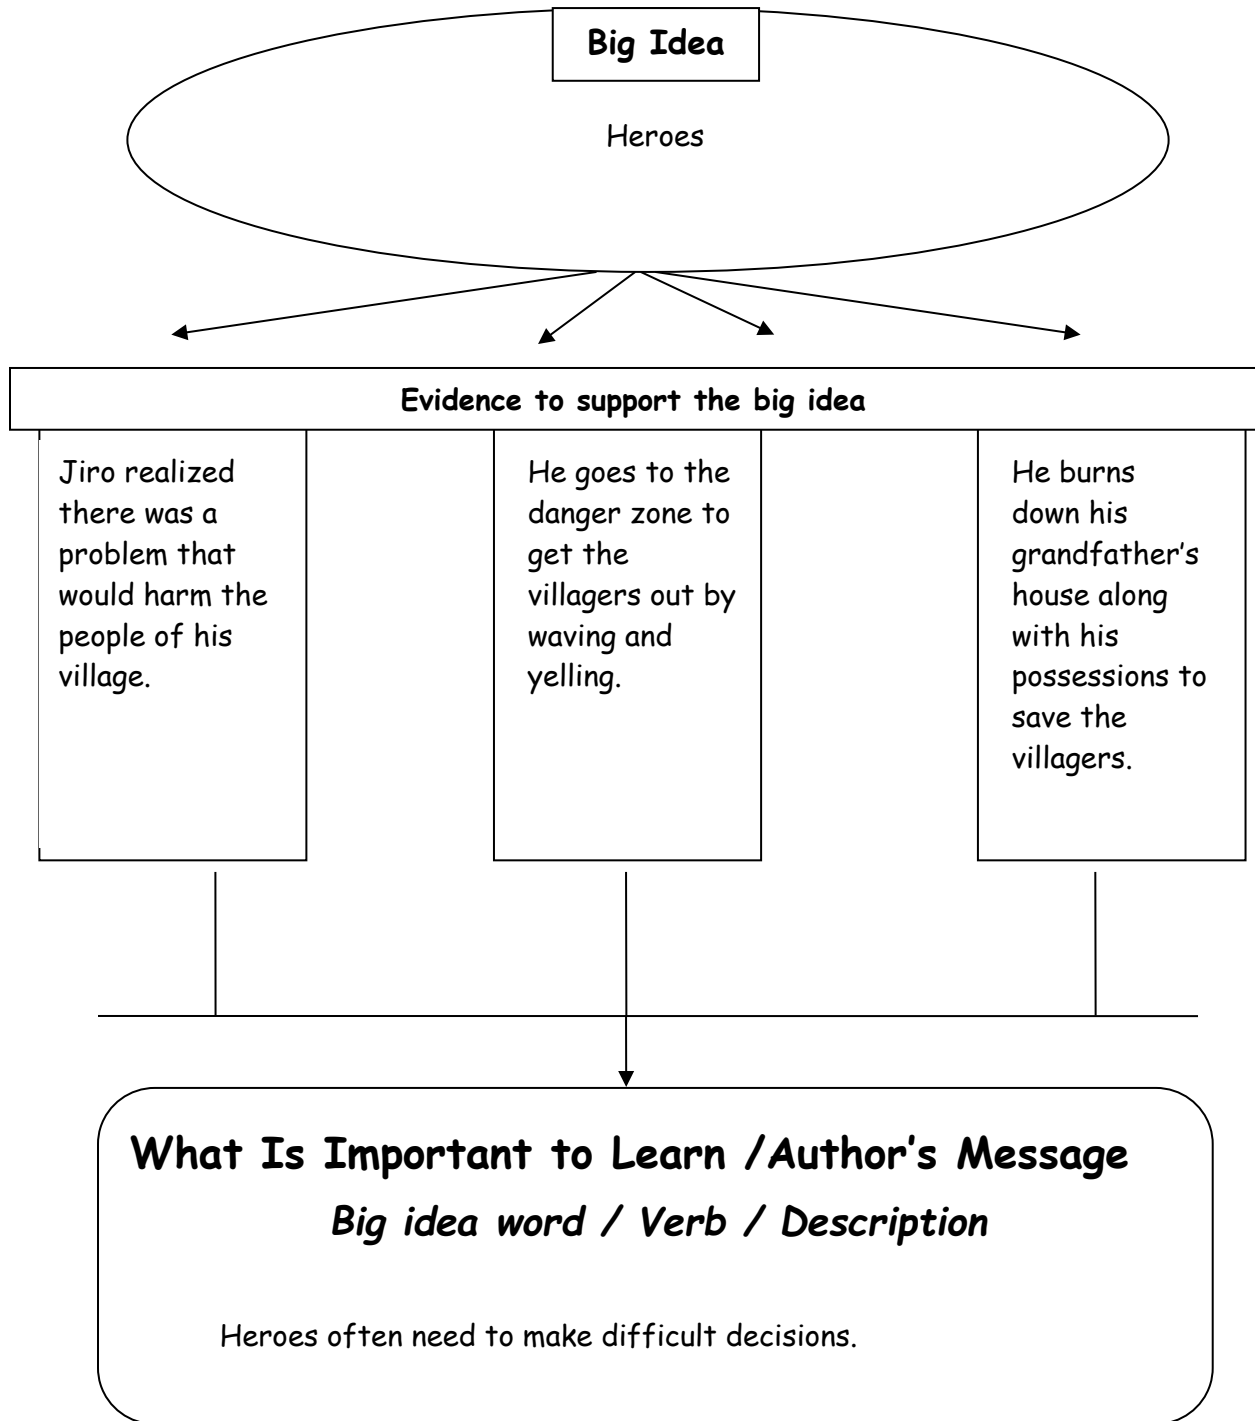 Big Idea
Heroes
Evidence to support the big idea
Jiro realized
there was a
problem that
would harm the
people of his
village.
He goes to the
danger zone to
get the
villagers out by
waving and
yelling.
He burns
down his
grandfather’s
house along
with his
possessions to
save the
villagers.
What Is Important to Learn /Author’s Message
Big idea word / Verb / Description
Heroes often need to make difficult decisions.